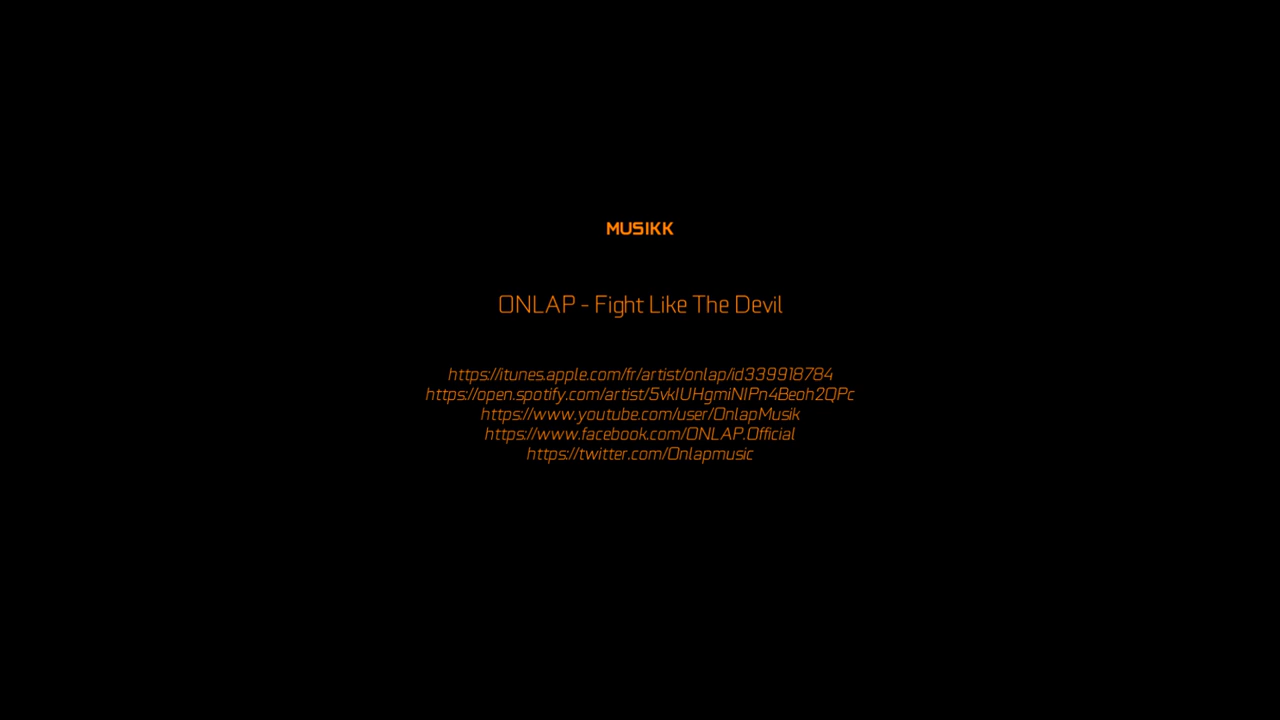 MUSIKK
ONLAP - Fight Like The Devil
https://itunes.apple.com/fr/artist/onlap/id339918784
https://open.spotify.com/artist/5vklUHgmiNIPn4Beoh2QPc
https://www.youtube.com/user/OnlapMusik
https://www.facebook.com/ONLAP.Official
https://twitter.com/Onlapmusic